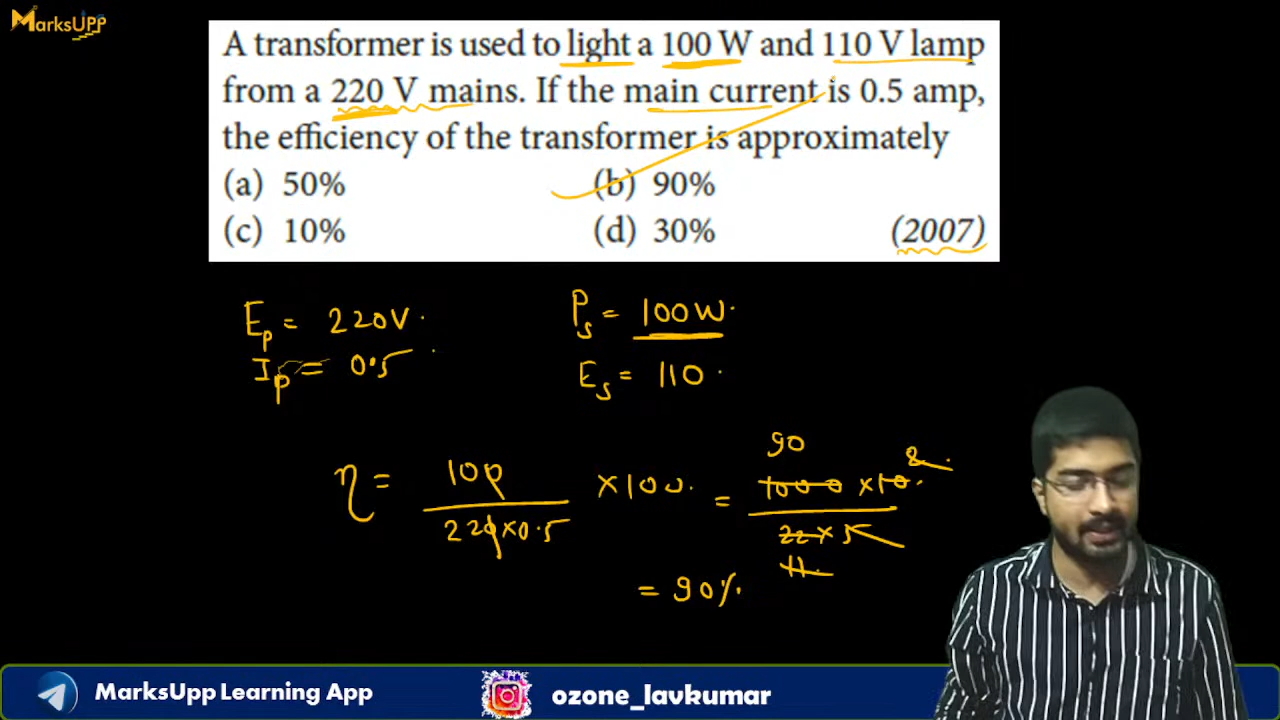 MarksUPP
A transformer is used to light a 100 W and 110 V lamp
from a 220 V mains. If the main current is 0.5 amp,
the efficiency of the transformer is approximately
(a) 50% (b) 90%
(c) 10% (d) 30% (2007)
Ep = 220V. Ps = 100W.
Ip = 0.5 Es = 110.
90
η = 100 / 220×0.5 ×100. = 1000 ×10. 2 / 22 × 5
11.
= 90%
MarksUpp Learning App ozone_lavkumar